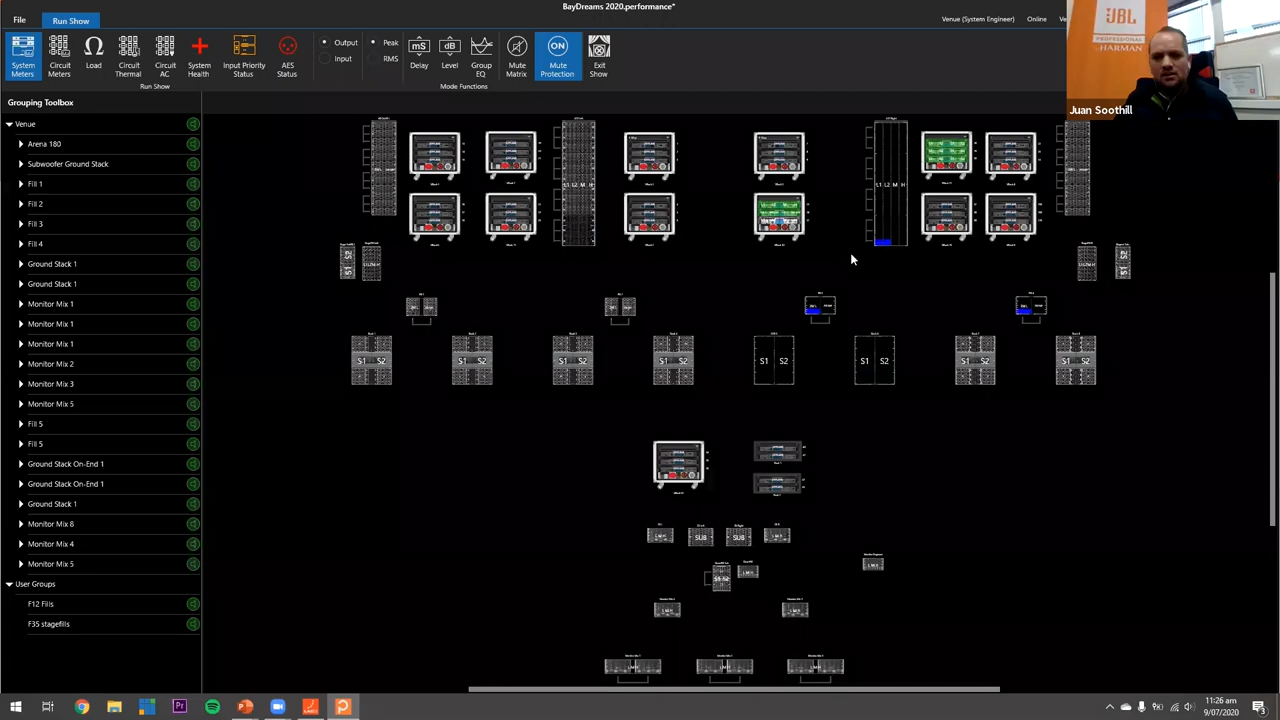 BayDreams 2020.performance*
File
Run Show
Venue (System Engineer)
Online
Ve
System Meters
Circuit Meters
Load
Circuit Thermal
Circuit AC
System Health
Input Priority Status
AES Status
Output
Input
Peak
RMS
mS
Delay
dB
Level
Group EQ
Mute Matrix
ON
Mute Protection
Exit Show
Run Show
Mode Functions
JBL
PROFESSIONAL
HARMAN
Juan Soothill
Grouping Toolbox
Venue
Arena 180
Subwoofer Ground Stack
Fill 1
Fill 2
Fill 3
Fill 4
Ground Stack 1
Ground Stack 1
Monitor Mix 1
Monitor Mix 1
Monitor Mix 1
Monitor Mix 2
Monitor Mix 3
Monitor Mix 5
Fill 5
Fill 5
Ground Stack On-End 1
Ground Stack On-End 1
Ground Stack 1
Monitor Mix 8
Monitor Mix 4
Monitor Mix 5
User Groups
F12 Fills
F35 stagefills
L1 L2 M H
L1 L2 M H
S1 S2
S1 S2
S1 S2
S1 S2
S1 S2
S1 S2
S1 S2
S1 S2
SUB
SUB
11:26 am
9/07/2020